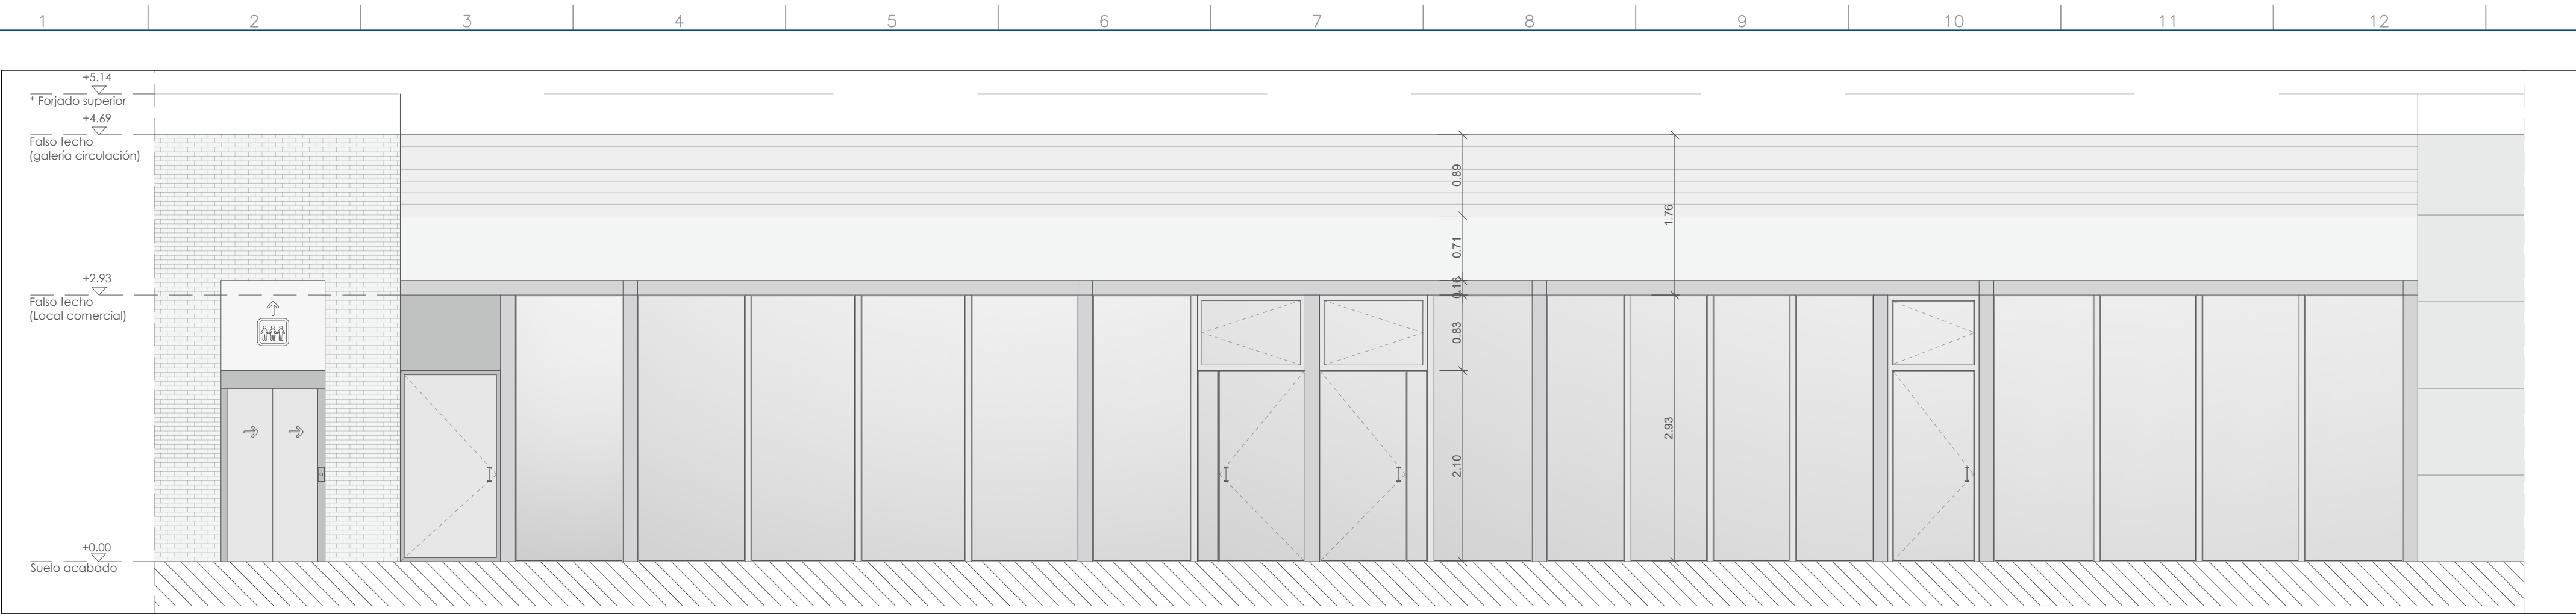 1 2 3 4 5 6 7 8 9 10 11 12
+5.14
* Forjado superior
+4.69
Falso techo
(galería circulación)
0.89
1.76
0.71
+2.93
0.16
Falso techo
(Local comercial)
0.83
2.93
2.10
+0.00
Suelo acabado